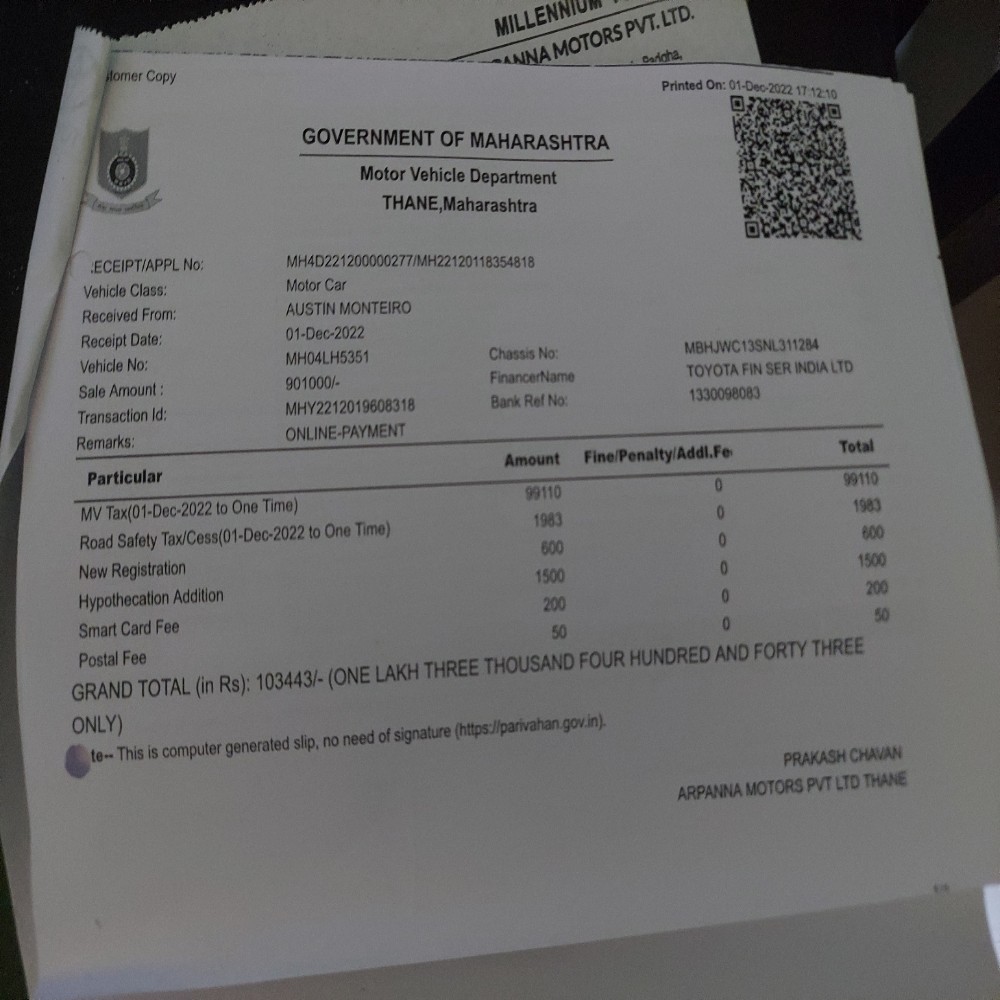 MILLENNIUM
ANNA MOTORS PVT. LTD.
tomer Copy
Printed On: 01-Dec-2022 17:12:10
GOVERNMENT OF MAHARASHTRA
Motor Vehicle Department
THANE,Maharashtra
ECEIPT/APPL No: MH4D221200000277/MH22120118354818
Vehicle Class: Motor Car
Received From: AUSTIN MONTEIRO
Receipt Date: 01-Dec-2022
Vehicle No: MH04LH5351 Chassis No: MBHJWC13SNL311284
Sale Amount : 901000/- FinancerName TOYOTA FIN SER INDIA LTD
Transaction Id: MHY2212019608318 Bank Ref No: 1330098083
Remarks: ONLINE-PAYMENT
Particular Amount Fine/Penalty/Addl.Fe Total
MV Tax(01-Dec-2022 to One Time) 99110 0 99110
Road Safety Tax/Cess(01-Dec-2022 to One Time) 1983 0 1983
New Registration 600 0 600
Hypothecation Addition 1500 0 1500
Smart Card Fee 200 0 200
Postal Fee 50 0 50
GRAND TOTAL (in Rs): 103443/- (ONE LAKH THREE THOUSAND FOUR HUNDRED AND FORTY THREE
ONLY)
te-- This is computer generated slip, no need of signature (https://parivahan.gov.in).
PRAKASH CHAVAN
ARPANNA MOTORS PVT LTD THANE